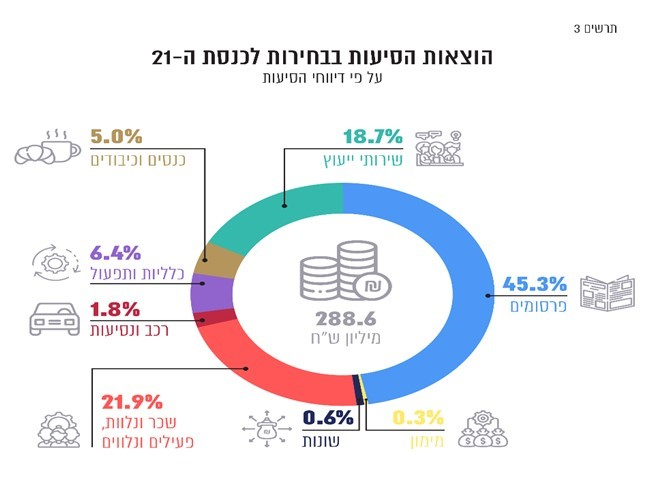 תרשים 3
הוצאות הסיעות בבחירות לכנסת ה-21
על פי דיווחי הסיעות
18.7%
שירותי ייעוץ
5.0%
כנסים וכיבודים
45.3%
פרסומים
6.4%
כלליות ותפעול
288.6
מיליון ש"ח
1.8%
רכב ונסיעות
21.9%
שכר ונלוות,
פעילים ונלווים
0.3%
מימון
0.6%
שונות